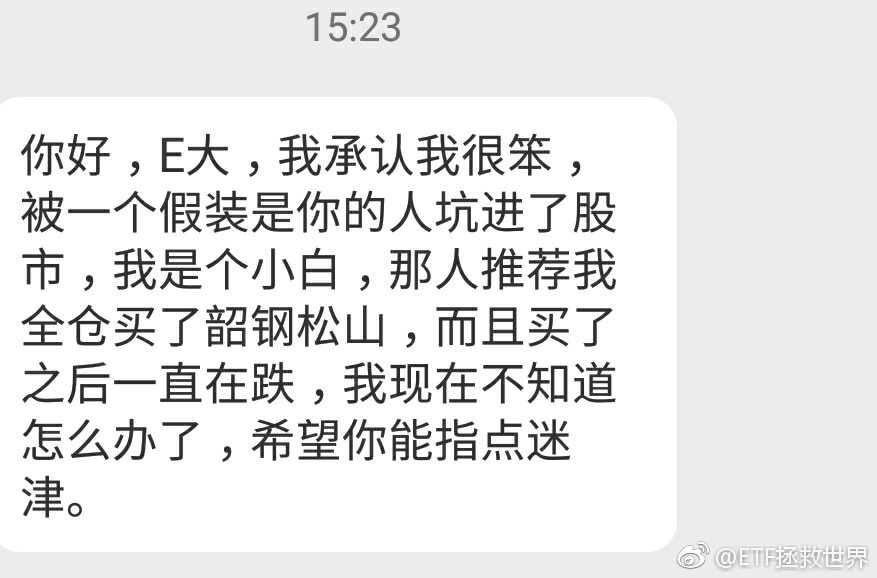 15:23
你好，E大，我承认我很笨，
被一个假装是你的人坑进了股
市，我是个小白，那人推荐我
全仓买了韶钢松山，而且买了
之后一直在跌，我现在不知道
怎么办了，希望你能指点迷
津。
@ETF拯救世界